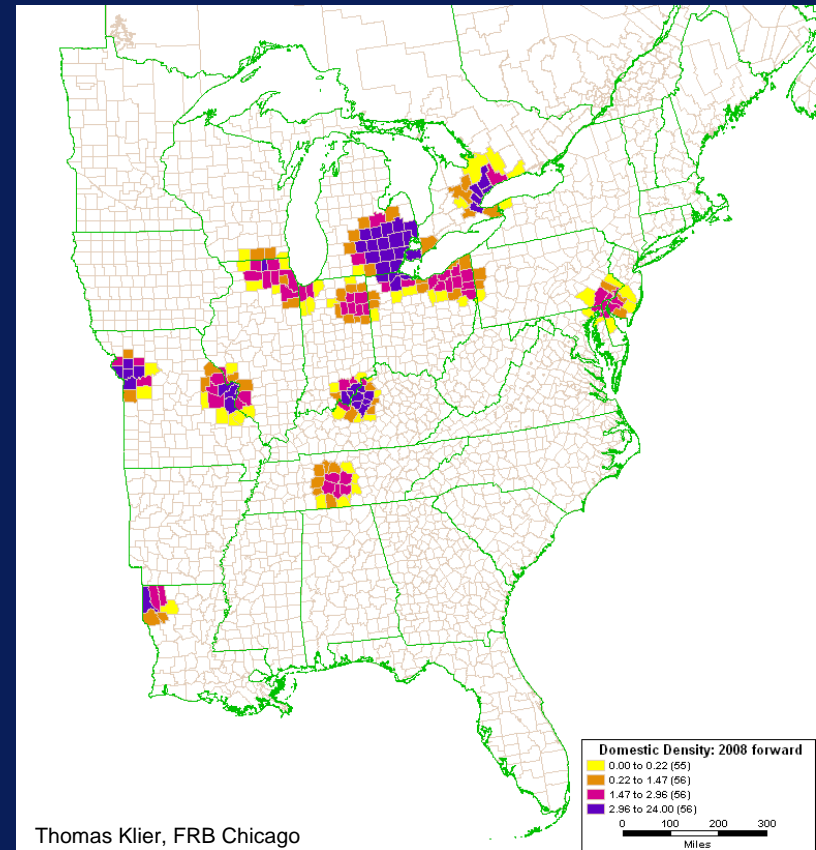 Domestic Density: 2008 forward
0.00 to 0.22 (55)
0.22 to 1.47 (56)
1.47 to 2.96 (56)
2.96 to 24.00 (56)
0 100 200 300
Miles
Thomas Klier, FRB Chicago